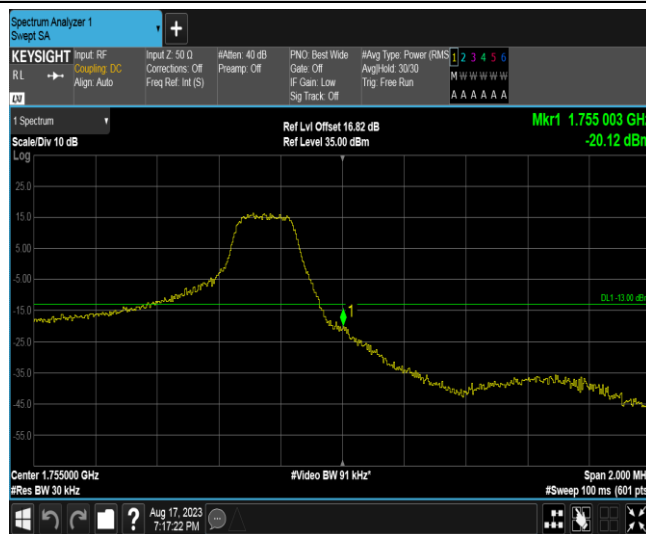 Spectrum Analyzer 1
Swept SA
+
KEYSIGHT
RL
LXI
Input: RF
Coupling: DC
Align: Auto
Input Z: 50 Ω
Corrections: Off
Freq Ref: Int (S)
#Atten: 40 dB
Preamp: Off
PNO: Best Wide
Gate: Off
IF Gain: Low
Sig Track: Off
#Avg Type: Power (RMS
Avg|Hold: 30/30
Trig: Free Run
1 2 3 4 5 6
M W W W W W
A A A A A A
1 Spectrum
Scale/Div 10 dB
Log
Ref Lvl Offset 16.82 dB
Ref Level 35.00 dBm
Mkr1 1.755 003 GHz
-20.12 dBm
25.0
15.0
5.00
-5.00
-15.0
-25.0
-35.0
-45.0
-55.0
DL1 -13.00 dBm
1
Center 1.755000 GHz
#Res BW 30 kHz
#Video BW 91 kHz*
Span 2.000 MH
#Sweep 100 ms (601 pts
?
Aug 17, 2023
7:17:22 PM